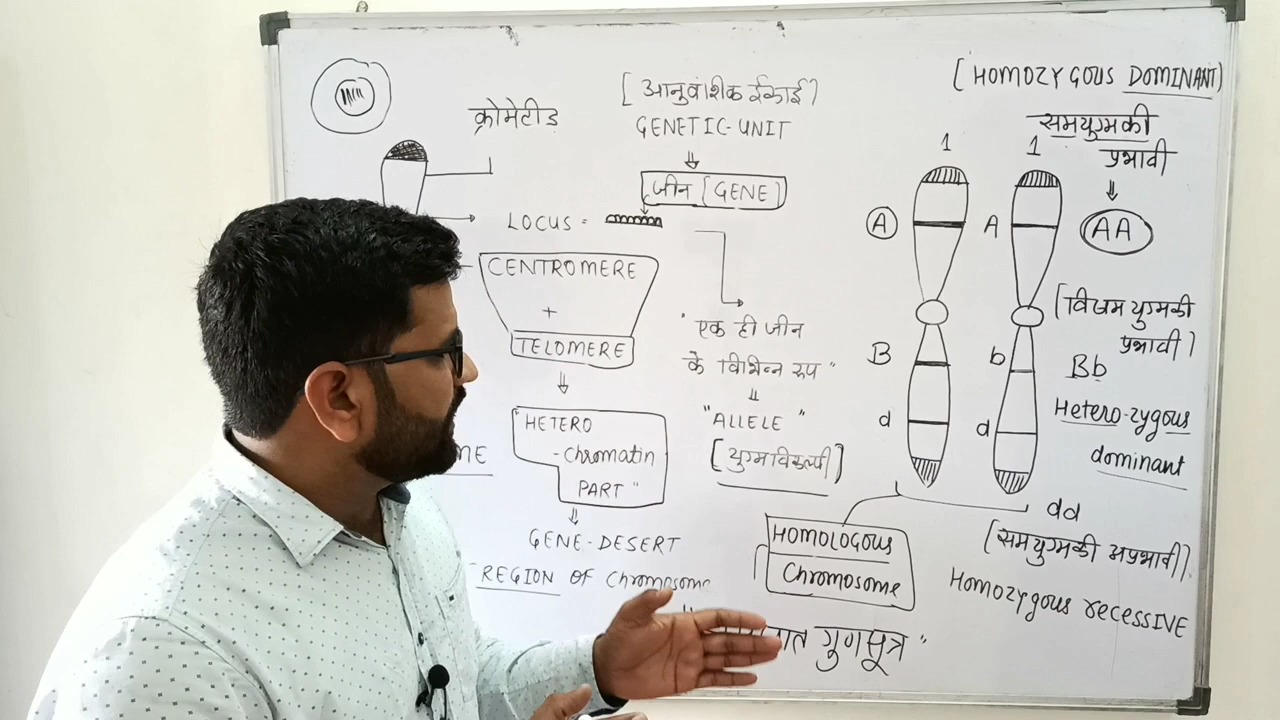 क्रोमेटीड
LOCUS =
CENTROMERE
+
TELOMERE
"HETERO
-chromatin
PART"
GENE-DESERT
REGION OF Chromosome
[आनुवांशिक ईकाई]
GENETIC-UNIT
जीन [GENE]
"एक ही जीन
के विभिन्न रूप"
"ALLELE"
[युग्मविकल्पी]
1 1
A A
B b
d d
HOMOLOGOUS
Chromosome
गुणसूत्र"
[HOMOZYGOUS DOMINANT]
समयुग्मकी
प्रभावी
AA
[विषम युग्मकी
प्रभावी]
Bb
Hetero-zygous
dominant
dd
[समयुग्मकी अप्रभावी]
Homozygous recessIVE